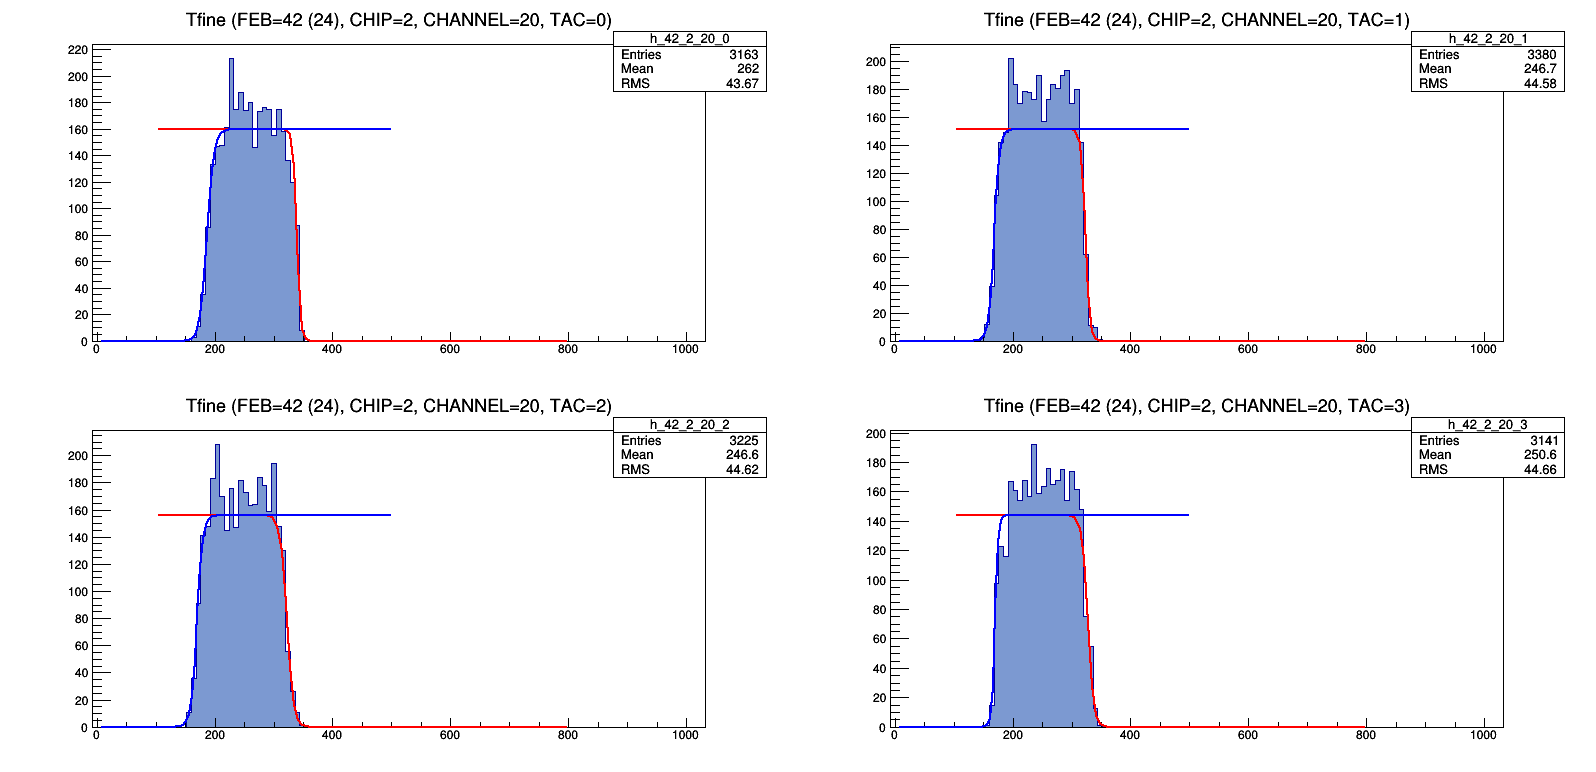 Tfine (FEB=42 (24), CHIP=2, CHANNEL=20, TAC=0)
h_42_2_20_0
Entries 3163
Mean 262
RMS 43.67
220
200
180
160
140
120
100
80
60
40
20
0
0 200 400 600 800 1000
Tfine (FEB=42 (24), CHIP=2, CHANNEL=20, TAC=1)
h_42_2_20_1
Entries 3380
Mean 246.7
RMS 44.58
200
180
160
140
120
100
80
60
40
20
0
0 200 400 600 800 1000
Tfine (FEB=42 (24), CHIP=2, CHANNEL=20, TAC=2)
h_42_2_20_2
Entries 3225
Mean 246.6
RMS 44.62
200
180
160
140
120
100
80
60
40
20
0
0 200 400 600 800 1000
Tfine (FEB=42 (24), CHIP=2, CHANNEL=20, TAC=3)
h_42_2_20_3
Entries 3141
Mean 250.6
RMS 44.66
200
180
160
140
120
100
80
60
40
20
0
0 200 400 600 800 1000